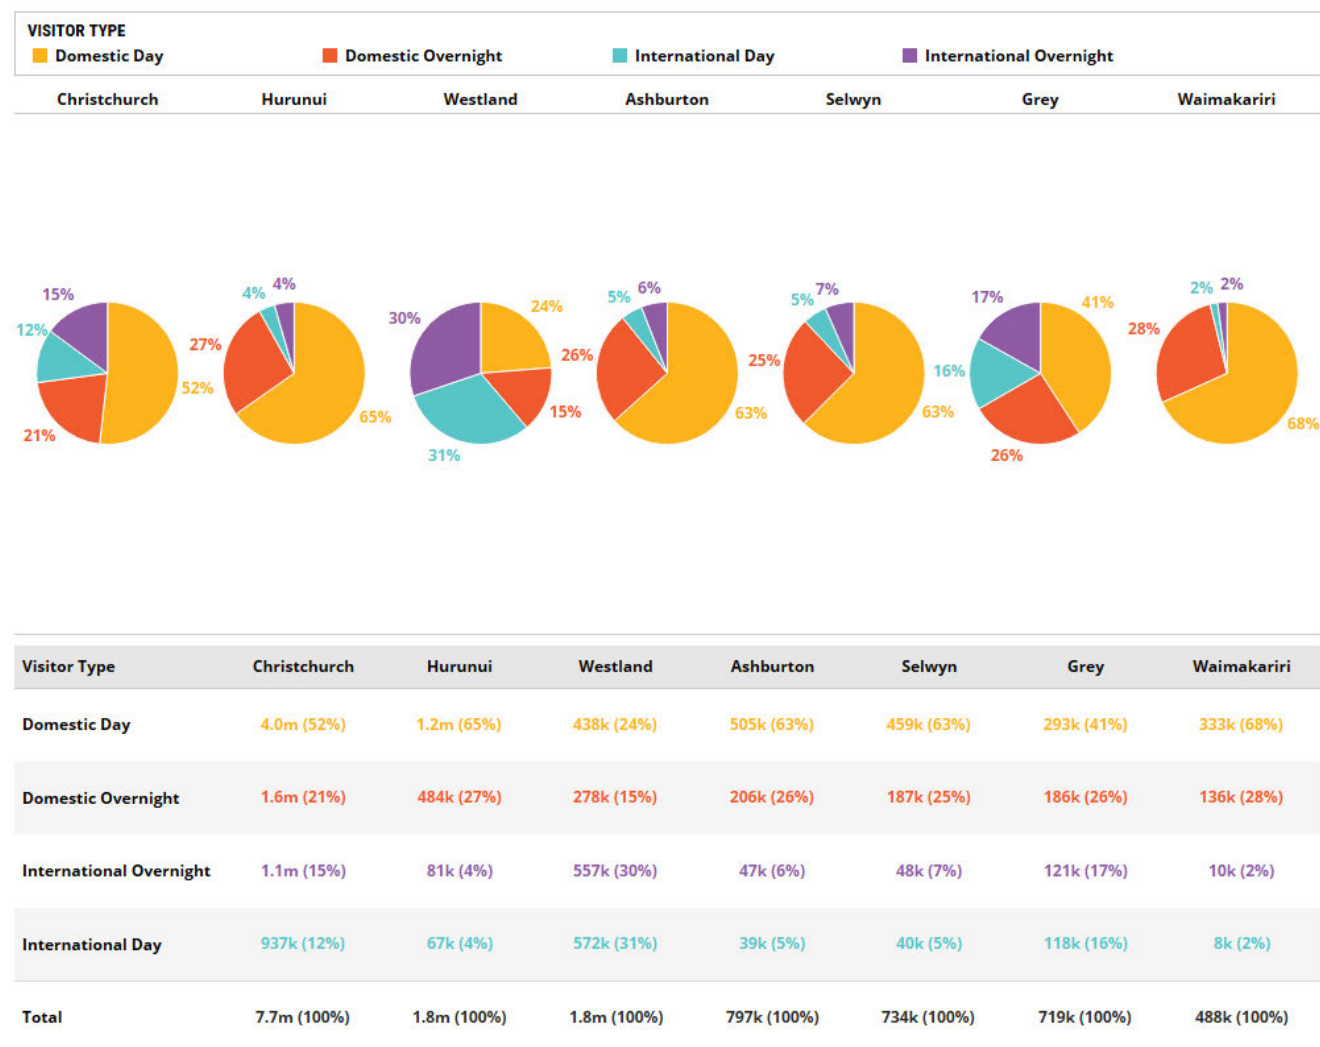 VISITOR TYPE
Domestic Day Domestic Overnight International Day International Overnight
Christchurch Hurunui Westland Ashburton Selwyn Grey Waimakariri
15% 12% 21% 52%
4% 4% 27% 65%
30% 24% 15% 31%
5% 6% 26% 63%
5% 7% 25% 63%
17% 41% 16% 26%
2% 2% 28% 68%
Visitor Type Christchurch Hurunui Westland Ashburton Selwyn Grey Waimakariri
Domestic Day 4.0m (52%) 1.2m (65%) 438k (24%) 505k (63%) 459k (63%) 293k (41%) 333k (68%)
Domestic Overnight 1.6m (21%) 484k (27%) 278k (15%) 206k (26%) 187k (25%) 186k (26%) 136k (28%)
International Overnight 1.1m (15%) 81k (4%) 557k (30%) 47k (6%) 48k (7%) 121k (17%) 10k (2%)
International Day 937k (12%) 67k (4%) 572k (31%) 39k (5%) 40k (5%) 118k (16%) 8k (2%)
Total 7.7m (100%) 1.8m (100%) 1.8m (100%) 797k (100%) 734k (100%) 719k (100%) 488k (100%)